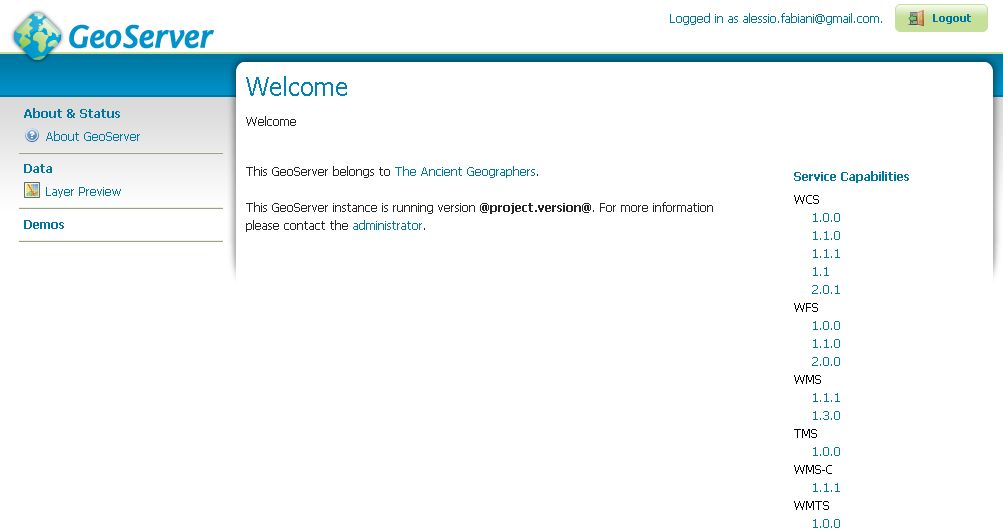 GeoServer
Logged in as alessio.fabiani@gmail.com.
Logout
About & Status
About GeoServer
Data
Layer Preview
Demos
Welcome
Welcome
This GeoServer belongs to The Ancient Geographers.
This GeoServer instance is running version @project.version@. For more information
please contact the administrator.
Service Capabilities
WCS
1.0.0
1.1.0
1.1.1
1.1
2.0.1
WFS
1.0.0
1.1.0
2.0.0
WMS
1.1.1
1.3.0
TMS
1.0.0
WMS-C
1.1.1
WMTS
1.0.0